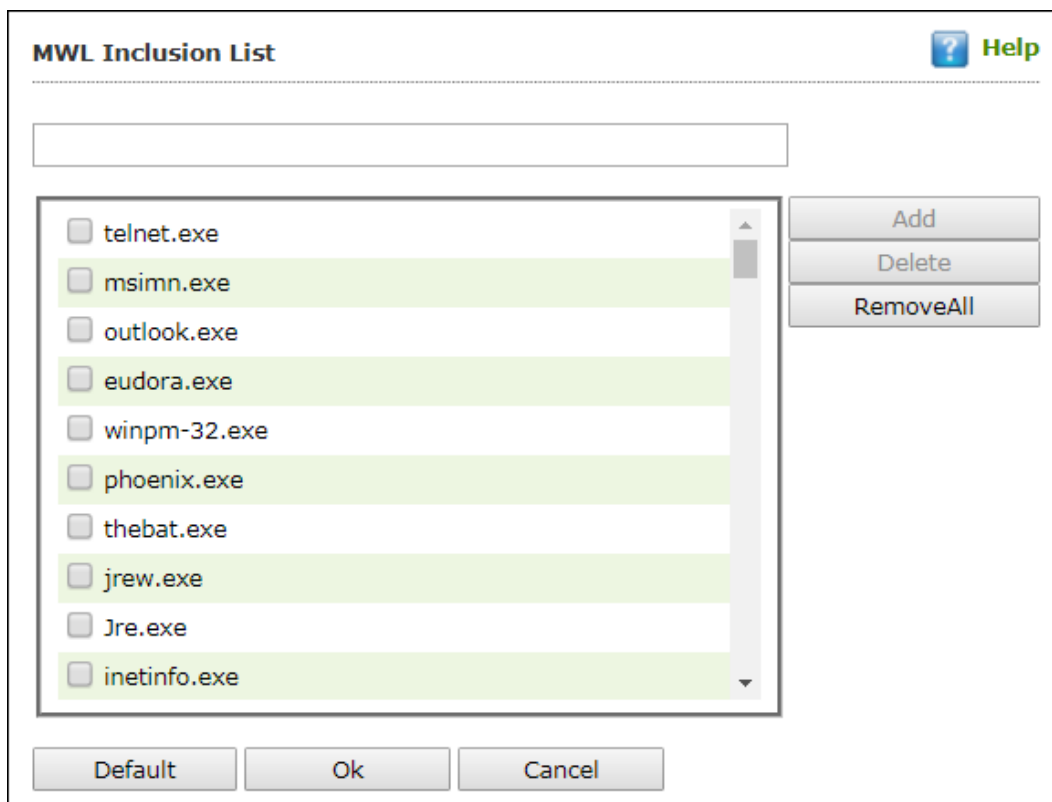 MWL Inclusion List
? Help
telnet.exe
msimn.exe
outlook.exe
eudora.exe
winpm-32.exe
phoenix.exe
thebat.exe
jrew.exe
Jre.exe
inetinfo.exe
Add
Delete
RemoveAll
Default Ok Cancel